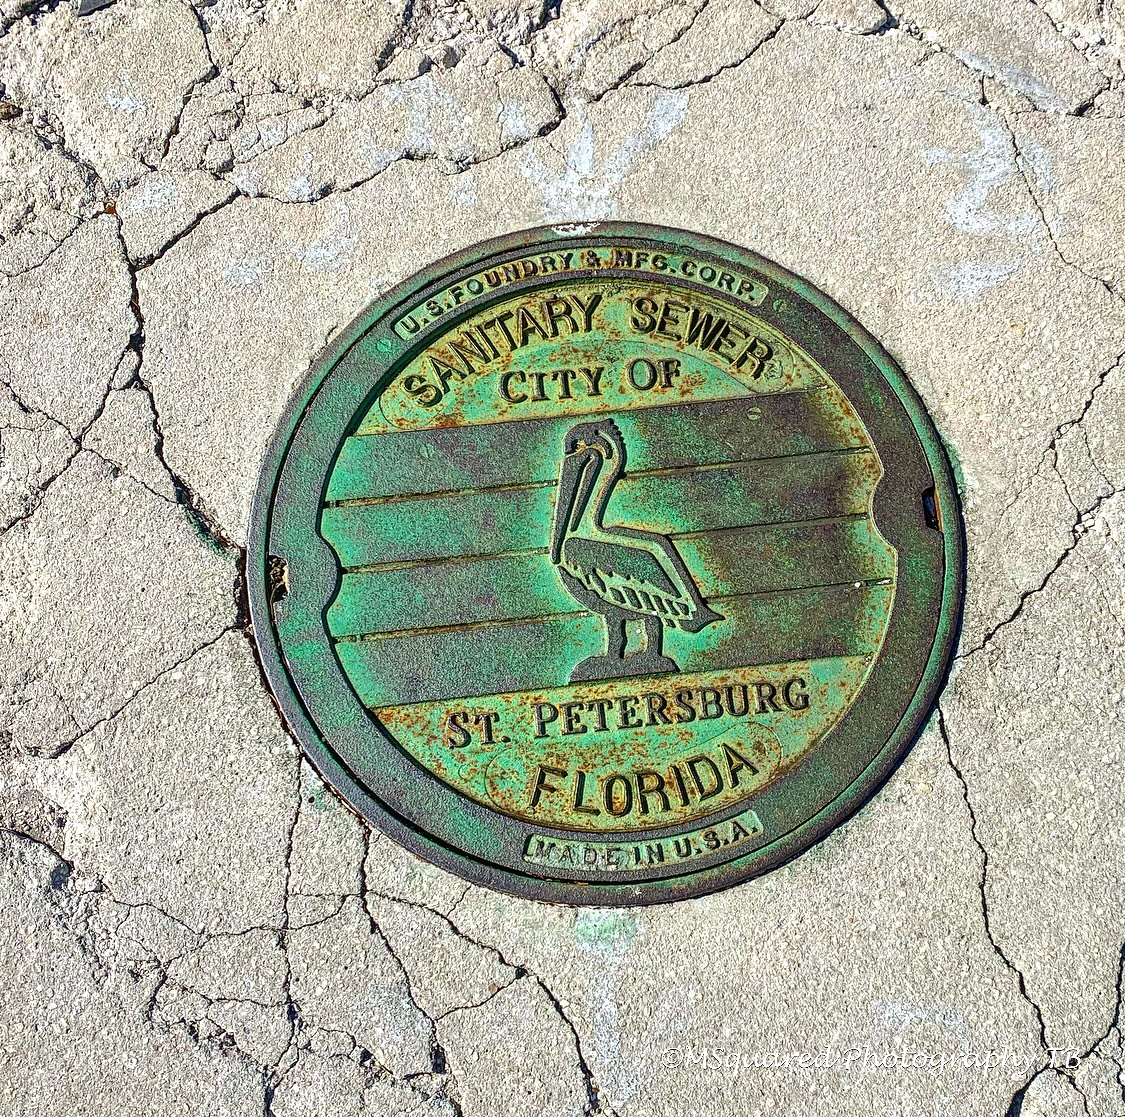 U.S. FOUNDRY & MFG. CORP.
SANITARY SEWER
CITY OF
ST. PETERSBURG
FLORIDA
MADE IN U.S.A.
©MSquared Photography TB